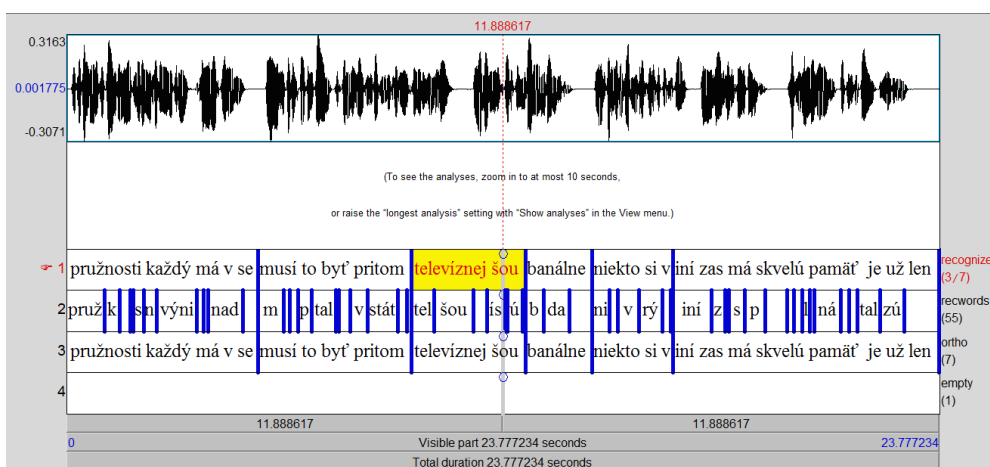 11.888617
0.3163
0.001775
-0.3071
(To see the analyses, zoom in to at most 10 seconds,
or raise the "longest analysis" setting with "Show analyses" in the View menu.)
1 pružnosti každý má v se musí to byť pritom televíznej šou banálne niekto si v iní zas má skvelú pamäť je už len recognize (3/7)
2 pruž k sn výni nad m p tal v stát tel šou ís ú b da ni v rý iní z s p l ná tal zú recwords (55)
3 pružnosti každý má v se musí to byť pritom televíznej šou banálne niekto si v iní zas má skvelú pamäť je už len ortho (7)
4 empty (1)
11.888617 11.888617
0 Visible part 23.777234 seconds 23.777234
Total duration 23.777234 seconds